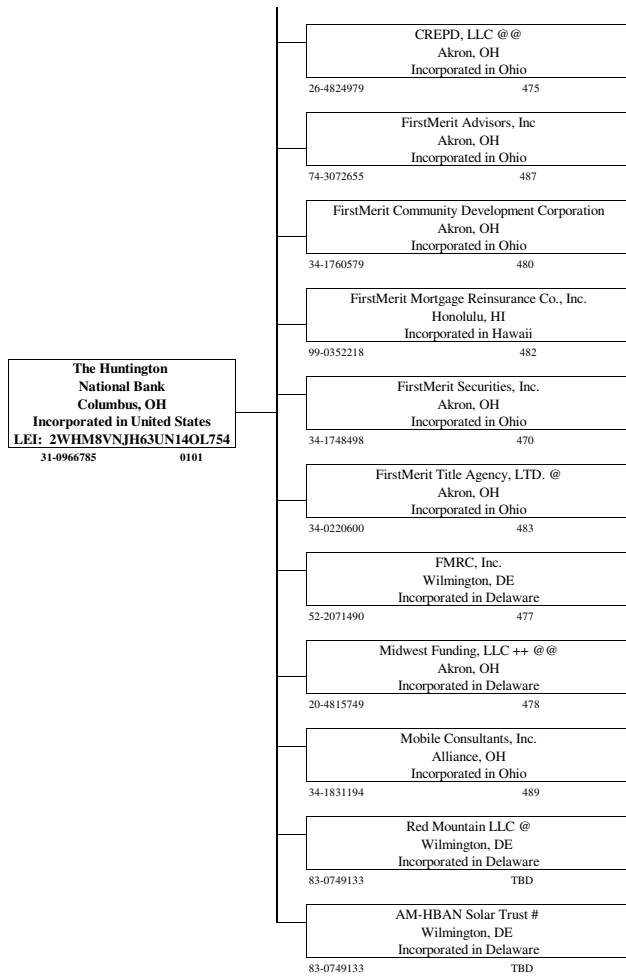 CREPD, LLC @@
Akron, OH
Incorporated in Ohio
26-4824979 475
FirstMerit Advisors, Inc
Akron, OH
Incorporated in Ohio
74-3072655 487
FirstMerit Community Development Corporation
Akron, OH
Incorporated in Ohio
34-1760579 480
FirstMerit Mortgage Reinsurance Co., Inc.
Honolulu, HI
Incorporated in Hawaii
99-0352218 482
The Huntington
National Bank
Columbus, OH
Incorporated in United States
LEI: 2WHM8VNJH63UN14OL754
31-0966785 0101
FirstMerit Securities, Inc.
Akron, OH
Incorporated in Ohio
34-1748498 470
FirstMerit Title Agency, LTD. @
Akron, OH
Incorporated in Ohio
34-0220600 483
FMRC, Inc.
Wilmington, DE
Incorporated in Delaware
52-2071490 477
Midwest Funding, LLC ++ @@
Akron, OH
Incorporated in Delaware
20-4815749 478
Mobile Consultants, Inc.
Alliance, OH
Incorporated in Ohio
34-1831194 489
Red Mountain LLC @
Wilmington, DE
Incorporated in Delaware
83-0749133 TBD
AM-HBAN Solar Trust #
Wilmington, DE
Incorporated in Delaware
83-0749133 TBD